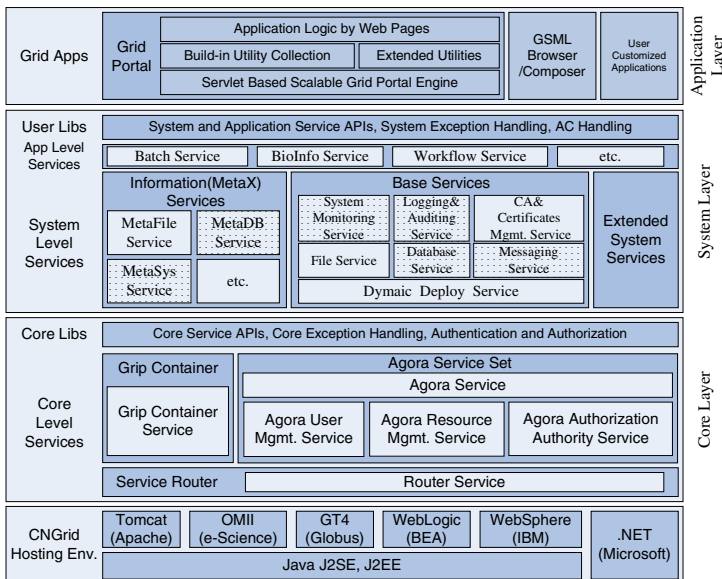 Grid Apps
Grid
Portal
Application Logic by Web Pages
Build-in Utility Collection
Extended Utilities
Servlet Based Scalable Grid Portal Engine
GSML
Browser
/Composer
User
Customized
Applications
Application
Layer
User Libs
System and Application Service APIs, System Exception Handling, AC Handling
App Level
Services
Batch Service
BioInfo Service
Workflow Service
etc.
System
Level
Services
Information(MetaX)
Services
MetaFile
Service
MetaDB
Service
MetaSys
Service
etc.
Base Services
System
Monitoring
Service
Logging&
Auditing
Service
CA&
Certificates
Mgmt. Service
File Service
Database
Service
Messaging
Service
Dymaic Deploy Service
Extended
System
Services
System Layer
Core Libs
Core Service APIs, Core Exception Handling, Authentication and Authorization
Core
Level
Services
Grip Container
Grip Container
Service
Agora Service Set
Agora Service
Agora User
Mgmt. Service
Agora Resource
Mgmt. Service
Agora Authorization
Authority Service
Service Router
Router Service
Core Layer
CNGrid
Hosting Env.
Tomcat
(Apache)
OMII
(e-Science)
GT4
(Globus)
WebLogic
(BEA)
WebSphere
(IBM)
.NET
(Microsoft)
Java J2SE, J2EE